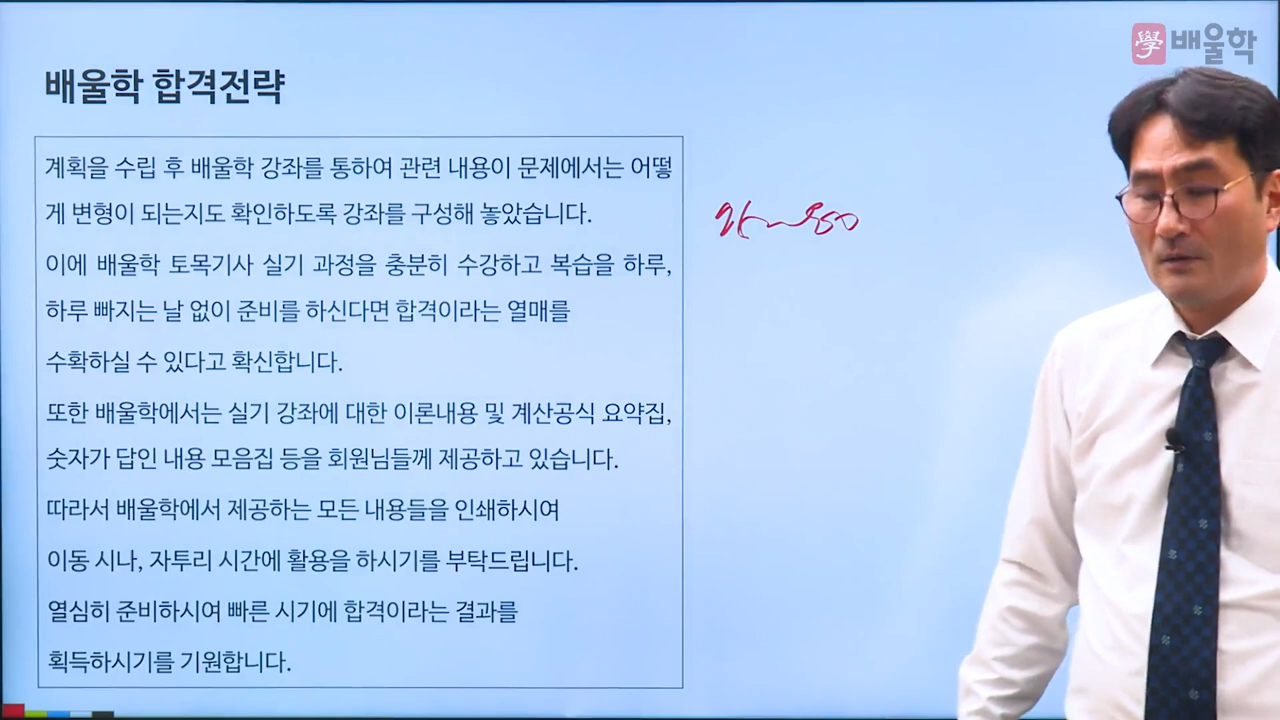 學 배울학
배울학 합격전략
계획을 수립 후 배울학 강좌를 통하여 관련 내용이 문제에서는 어떻
게 변형이 되는지도 확인하도록 강좌를 구성해 놓았습니다.
이에 배울학 토목기사 실기 과정을 충분히 수강하고 복습을 하루,
하루 빠지는 날 없이 준비를 하신다면 합격이라는 열매를
수확하실 수 있다고 확신합니다.
또한 배울학에서는 실기 강좌에 대한 이론내용 및 계산공식 요약집,
숫자가 답인 내용 모음집 등을 회원님들께 제공하고 있습니다.
따라서 배울학에서 제공하는 모든 내용들을 인쇄하시여
이동 시나, 자투리 시간에 활용을 하시기를 부탁드립니다.
열심히 준비하시여 빠른 시기에 합격이라는 결과를
획득하시기를 기원합니다.